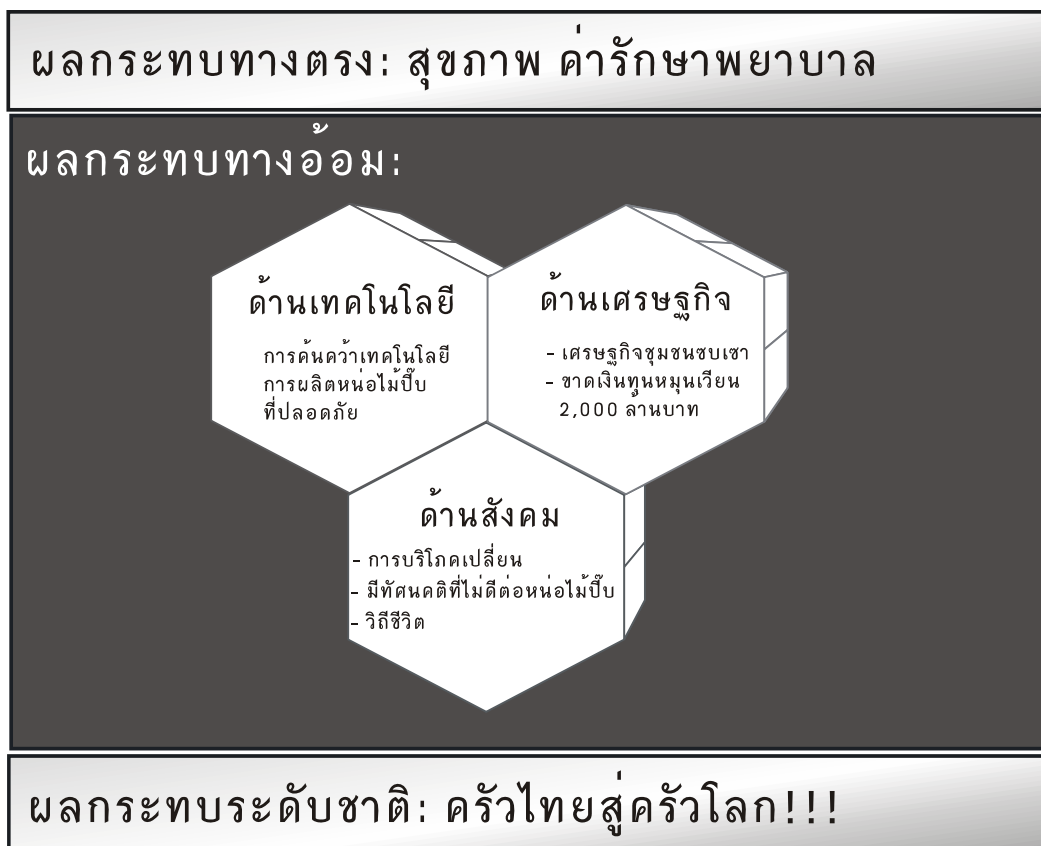 ผลกระทบทางตรง: สุขภาพ ค่ารักษาพยาบาล
ผลกระทบทางอ้อม:
ด้านเทคโนโลยี
การค้นคว้าเทคโนโลยี
การผลิตหน่อไม้ปี๊บ
ที่ปลอดภัย
ด้านเศรษฐกิจ
- เศรษฐกิจชุมชนซบเซา
- ขาดเงินทุนหมุนเวียน
2,000 ล้านบาท
ด้านสังคม
- การบริโภคเปลี่ยน
- มีทัศนคติที่ไม่ดีต่อหน่อไม้ปี๊บ
- วิถีชีวิต
ผลกระทบระดับชาติ: ครัวไทยสู่ครัวโลก!!!